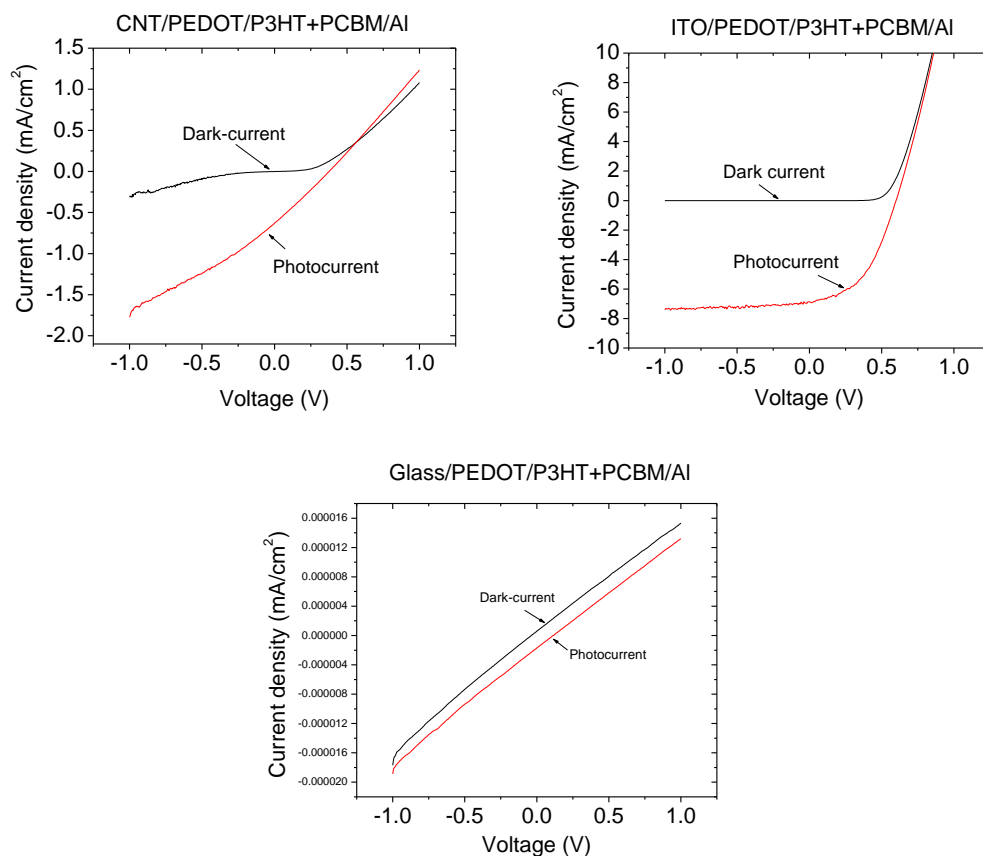 CNT/PEDOT/P3HT+PCBM/Al
1.5
1.0
0.5
0.0
-0.5
-1.0
-1.5
-2.0
Current density (mA/cm²)
Dark-current
Photocurrent
-1.0 -0.5 0.0 0.5 1.0
Voltage (V)
ITO/PEDOT/P3HT+PCBM/Al
10
8
6
4
2
0
-2
-4
-6
-8
-10
Current density (mA/cm²)
Dark current
Photocurrent
-1.0 -0.5 0.0 0.5 1.0
Voltage (V)
Glass/PEDOT/P3HT+PCBM/Al
0.000016
0.000012
0.000008
0.000004
0.000000
-0.000004
-0.000008
-0.000012
-0.000016
-0.000020
Current density (mA/cm²)
Dark-current
Photocurrent
-1.0 -0.5 0.0 0.5 1.0
Voltage (V)